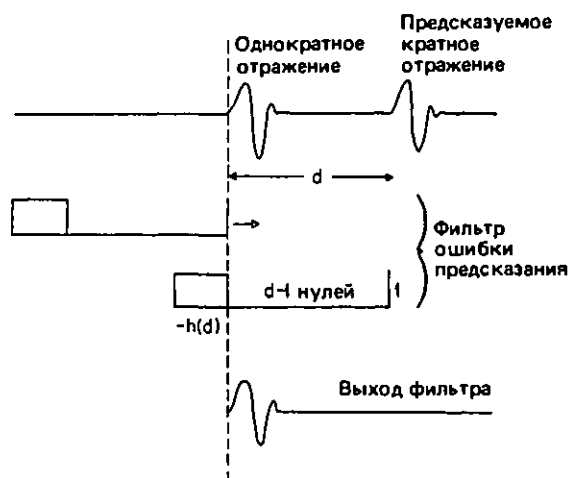 Однократное
отражение
Предсказуемое
кратное
отражение
d
Фильтр
ошибки
предсказания
d-1 нулей
1
-h(d)
Выход фильтра